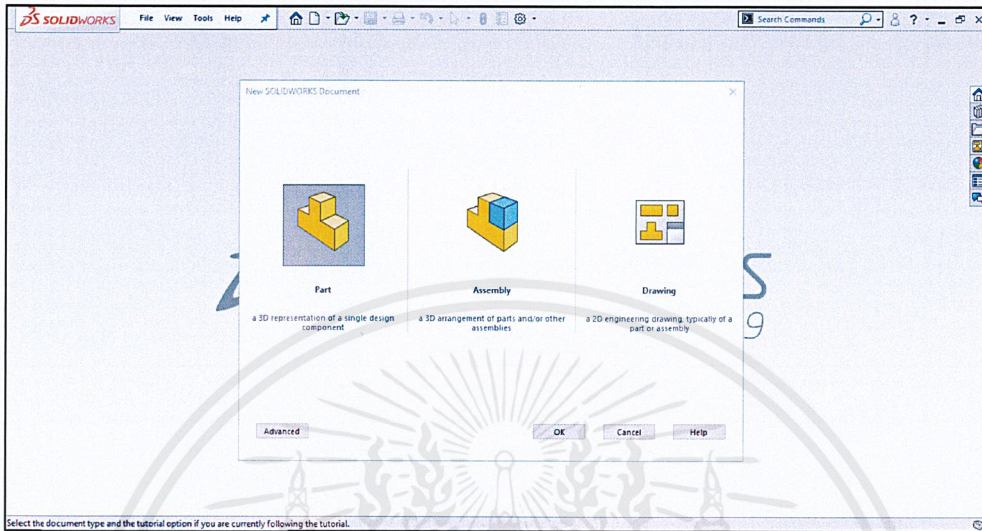 SOLIDWORKS File View Tools Help Search Commands ?
New SOLIDWORKS Document
Part Assembly Drawing
a 3D representation of a single design component
a 3D arrangement of parts and/or other assemblies
a 2D engineering drawing, typically of a part or assembly
9
Advanced OK Cancel Help
Select the document type and the tutorial option if you are currently following the tutorial.